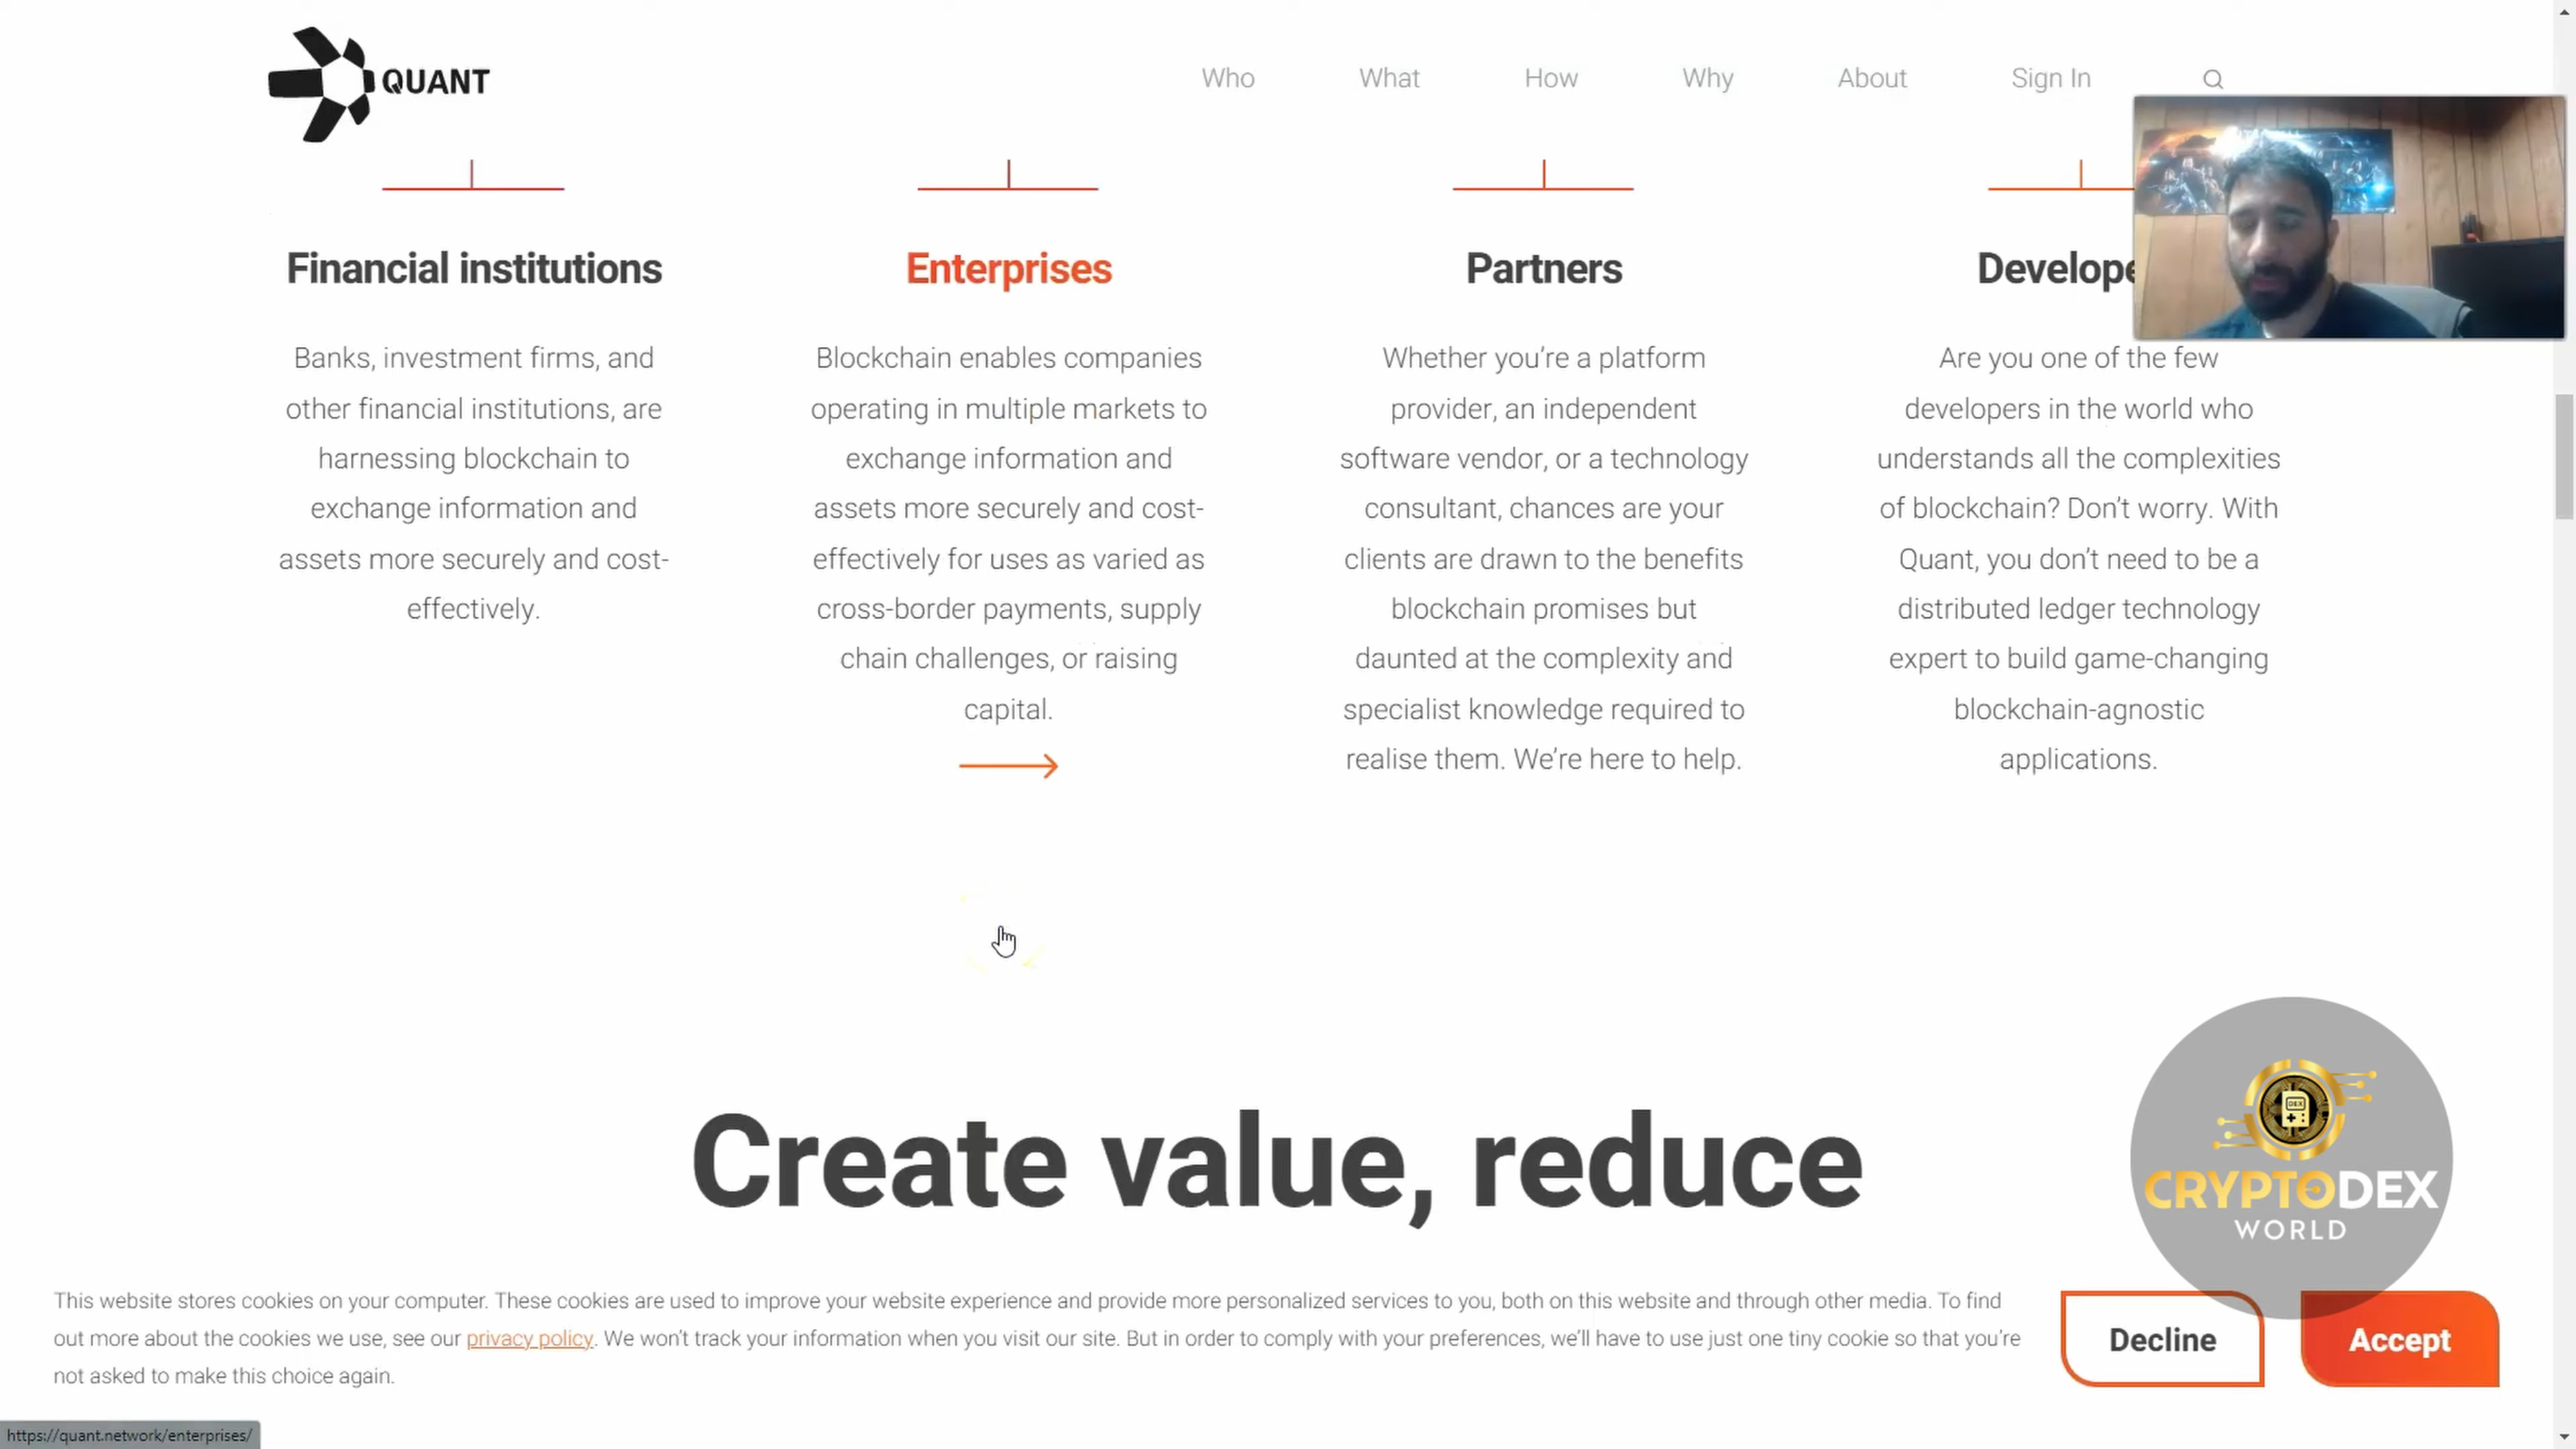 QUANT
Who What How Why About Sign In
Financial institutions
Banks, investment firms, and
other financial institutions, are
harnessing blockchain to
exchange information and
assets more securely and cost-
effectively.
Enterprises
Blockchain enables companies
operating in multiple markets to
exchange information and
assets more securely and cost-
effectively for uses as varied as
cross-border payments, supply
chain challenges, or raising
capital.
Partners
Whether you’re a platform
provider, an independent
software vendor, or a technology
consultant, chances are your
clients are drawn to the benefits
blockchain promises but
daunted at the complexity and
specialist knowledge required to
realise them. We’re here to help.
Develope
Are you one of the few
developers in the world who
understands all the complexities
of blockchain? Don’t worry. With
Quant, you don’t need to be a
distributed ledger technology
expert to build game-changing
blockchain-agnostic
applications.
Create value, reduce
DEX
CRYPTODEX
WORLD
This website stores cookies on your computer. These cookies are used to improve your website experience and provide more personalized services to you, both on this website and through other media. To find
out more about the cookies we use, see our privacy policy. We won’t track your information when you visit our site. But in order to comply with your preferences, we’ll have to use just one tiny cookie so that you’re
not asked to make this choice again.
Decline
Accept
https://quant.network/enterprises/